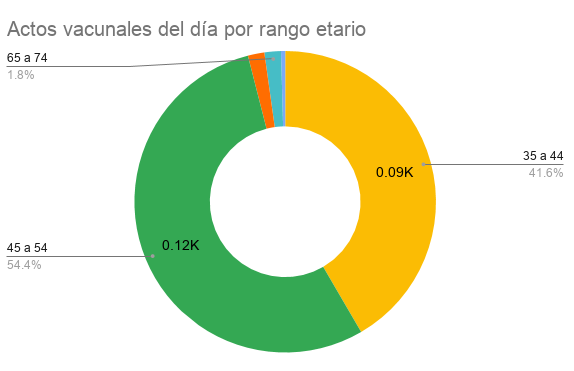 Actos vacunales del día por rango etario
65 a 74
1.8%
35 a 44
41.6%
0.09K
0.12K
45 a 54
54.4%